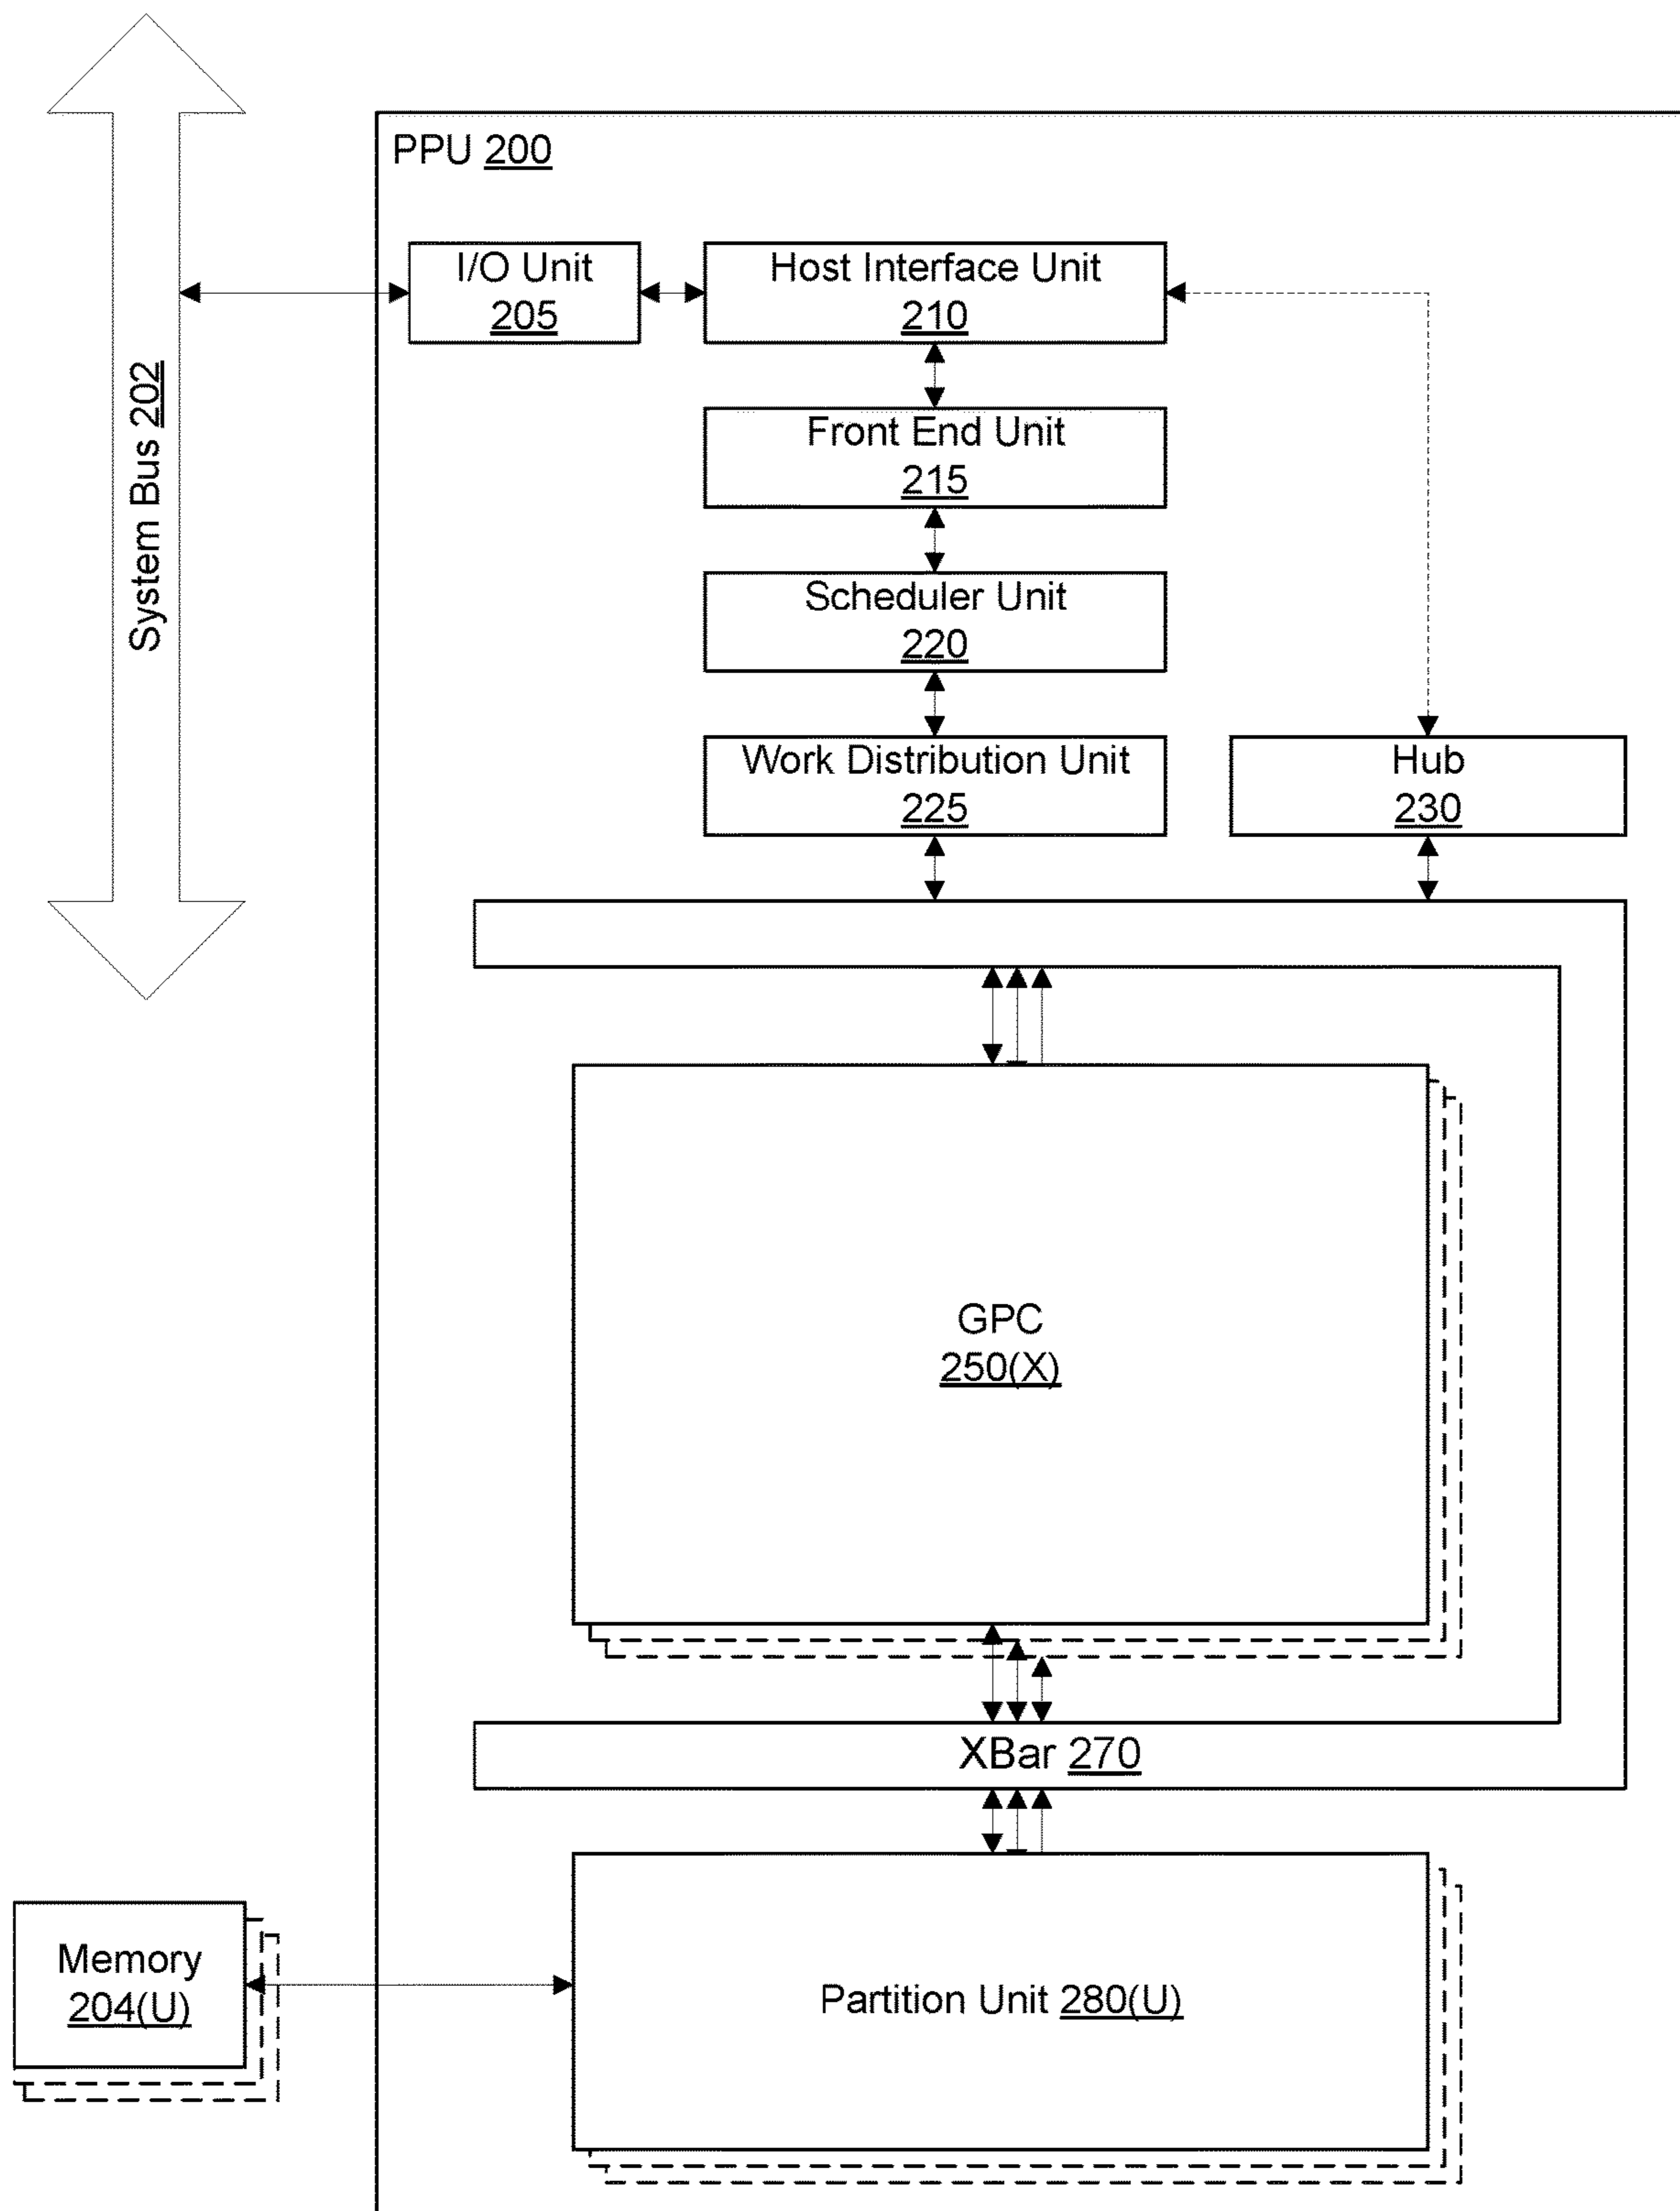 PPU 200
I/O Unit
205
Host Interface Unit
210
System Bus 202
Front End Unit
215
Scheduler Unit
220
Work Distribution Unit
225
Hub
230
GPC
250(X)
XBar 270
Memory
204(U)
Partition Unit 280(U)